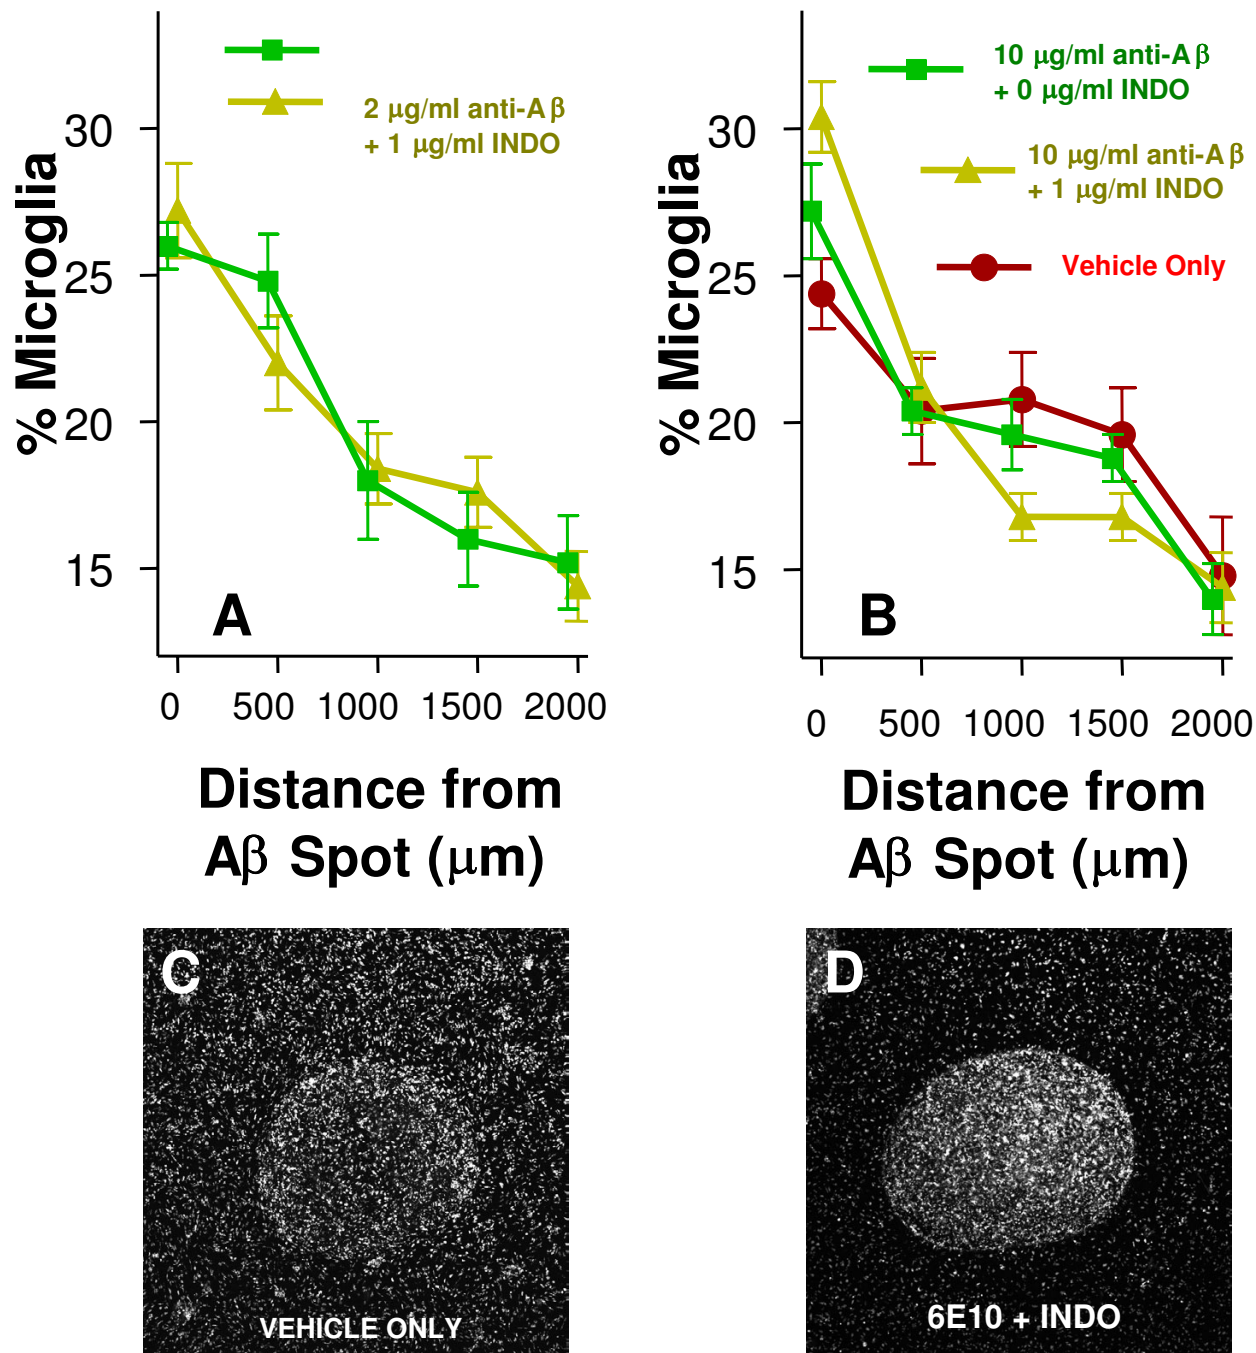 2 μg/ml anti-Aβ
+ 1 μg/ml INDO
% Microglia
30
25
20
15
A
0 500 1000 1500 2000
Distance from
Aβ Spot (μm)
10 μg/ml anti-Aβ
+ 0 μg/ml INDO
10 μg/ml anti-Aβ
+ 1 μg/ml INDO
Vehicle Only
% Microglia
30
25
20
15
B
0 500 1000 1500 2000
Distance from
Aβ Spot (μm)
C
VEHICLE ONLY
D
6E10 + INDO